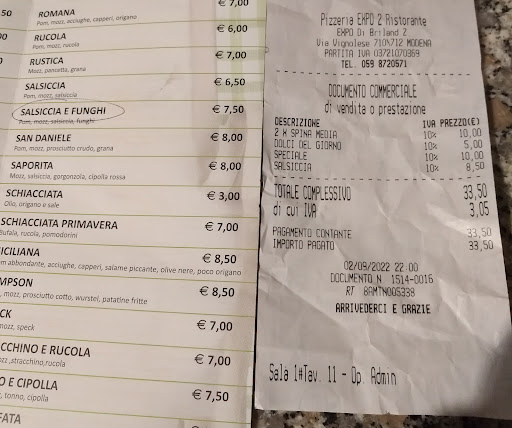 ROMANA € 7,00
Pom, mozz, acciughe, capperi, origano
,50
RUCOLA € 6,00
Pom, mozz, rucola
RUSTICA € 7,00
Mozz, pancetta, grana
SALSICCIA € 6,50
Pom, mozz, salsiccia
SALSICCIA E FUNGHI € 7,50
Pom, mozz, salsiccia, funghi
SAN DANIELE € 8,00
Pom, mozz, prosciutto crudo, grana
SAPORITA € 8,00
Mozz, salsiccia, gorgonzola, cipolla rossa
SCHIACCIATA € 3,00
Olio, origano e sale
SCHIACCIATA PRIMAVERA € 7,00
Bufala, rucola, pomodorini
ICILIANA € 8,50
om abbondante, acciughe, capperi, salame piccante, olive nere, poco origano
MPSON € 8,50
, mozz, prosciutto cotto, wurstel, patatine fritte
CK € 7,00
mozz, speck
CCHINO E RUCOLA € 7,00
zz ,stracchino,rucola
O E CIPOLLA € 7,50
, tonno, cipolla
FATA
Pizzeria EXPO 2 Ristorante
EXPO Di Briland 2
Via Vignolese 710\712 MODENA
PARTITA IVA 03721070369
TEL. 059 8720571
DOCUMENTO COMMERCIALE
di vendita o prestazione
DESCRIZIONE IVA PREZZO(€)
2 X SPINA MEDIA 10% 10,00
DOLCI DEL GIORNO 10% 5,00
SPECIALE 10% 10,00
SALSICCIA 10% 8,50
TOTALE COMPLESSIVO 33,50
di cui IVA 3,05
PAGAMENTO CONTANTE 33,50
IMPORTO PAGATO 33,50
02/09/2022 22:00
DOCUMENTO N. 1514-0016
RT 8AMTN005338
ARRIVEDERCI E GRAZIE
Sala 1#Tav. 11 - Op. Admin